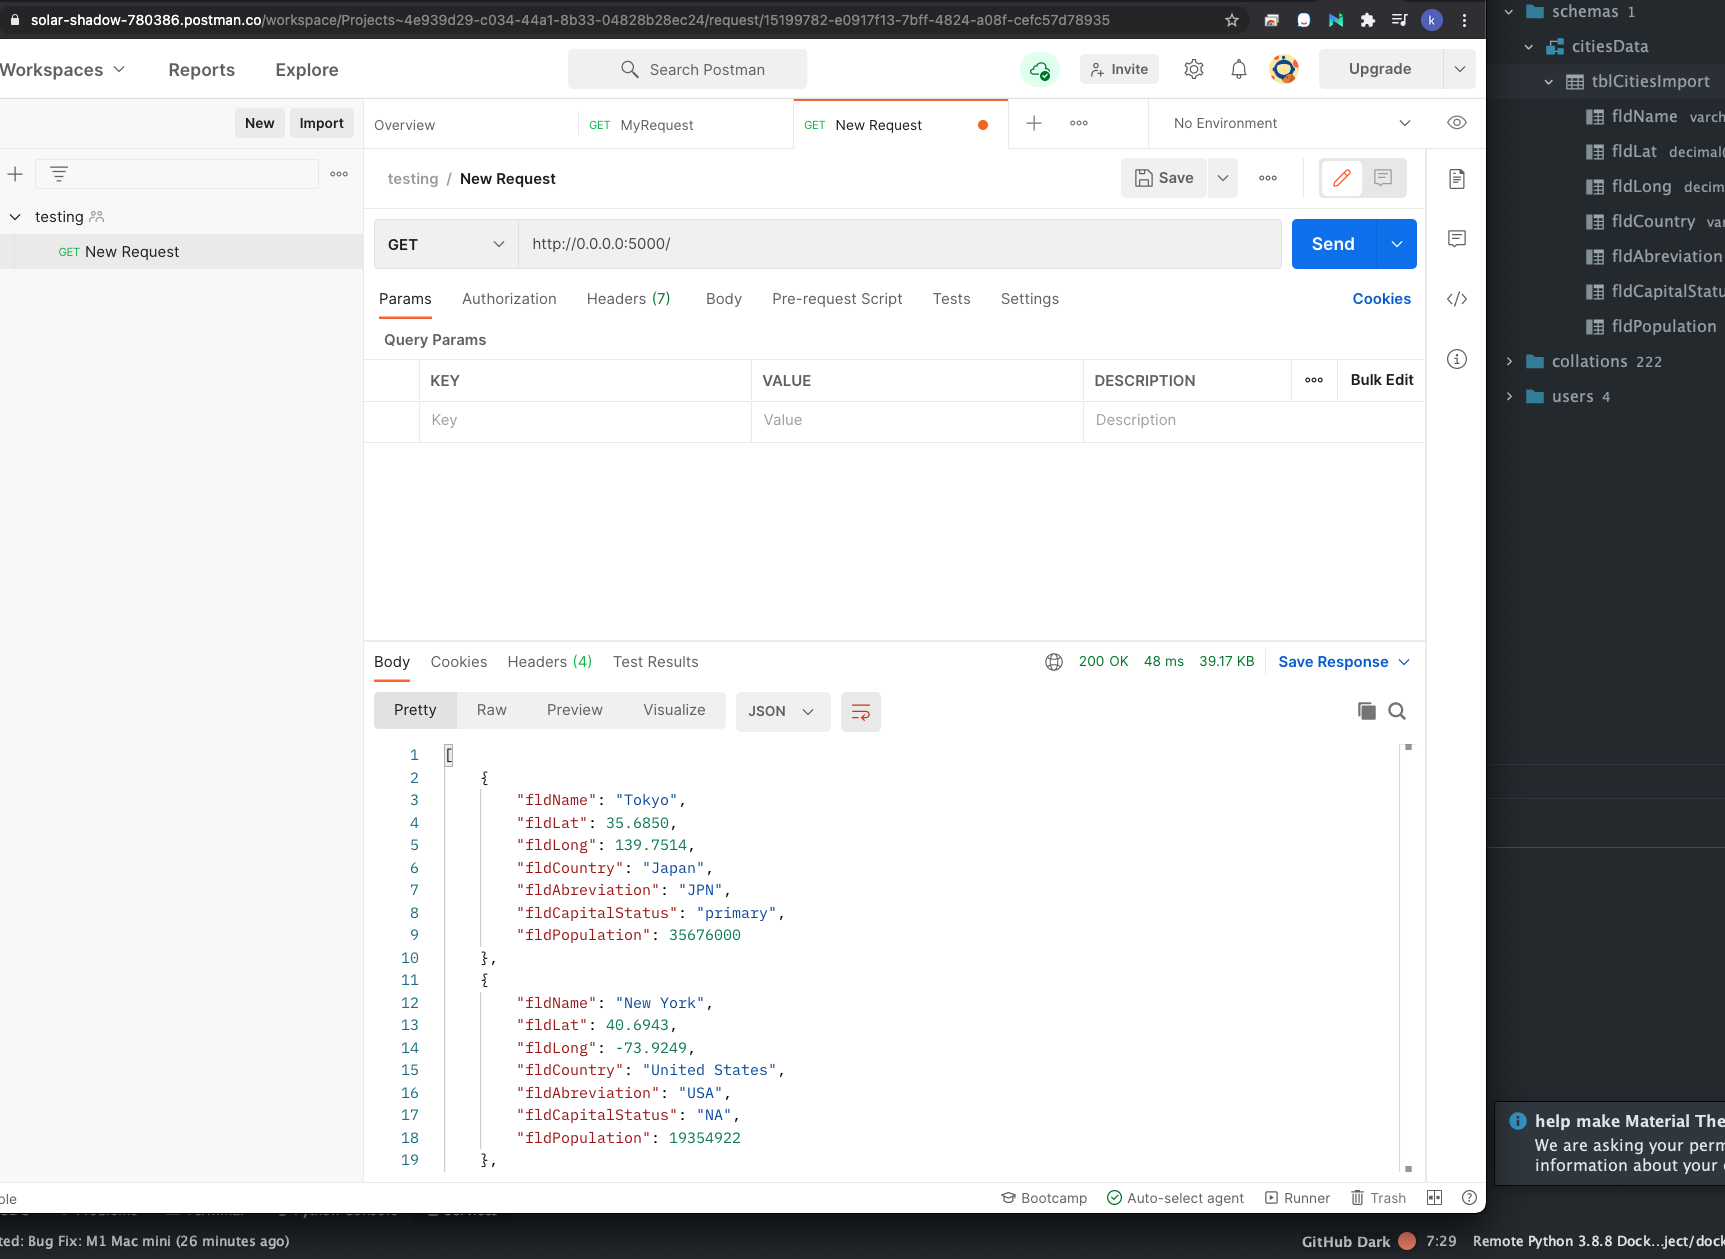 solar-shadow-780386.postman.co/workspace/Projects~4e939d29-c034-44a1-8b33-04828b28ec24/request/15199782-e0917f13-7bff-4824-a08f-cefc57d78935
k
Workspaces Reports Explore Search Postman Invite Upgrade
New Import
Overview GET MyRequest GET New Request No Environment
testing / New Request Save
testing
GET New Request
GET http://0.0.0.0:5000/ Send
Params Authorization Headers (7) Body Pre-request Script Tests Settings Cookies
Query Params
KEY VALUE DESCRIPTION Bulk Edit
Key Value Description
Body Cookies Headers (4) Test Results 200 OK 48 ms 39.17 KB Save Response
Pretty Raw Preview Visualize JSON
1 [
2 {
3 "fldName": "Tokyo",
4 "fldLat": 35.6850,
5 "fldLong": 139.7514,
6 "fldCountry": "Japan",
7 "fldAbreviation": "JPN",
8 "fldCapitalStatus": "primary",
9 "fldPopulation": 35676000
10 },
11 {
12 "fldName": "New York",
13 "fldLat": 40.6943,
14 "fldLong": -73.9249,
15 "fldCountry": "United States",
16 "fldAbreviation": "USA",
17 "fldCapitalStatus": "NA",
18 "fldPopulation": 19354922
19 },
ole Bootcamp Auto-select agent Runner Trash
schemas 1
citiesData
tblCitiesImport
fldName varch
fldLat decimal(
fldLong decim
fldCountry va
fldAbreviation
fldCapitalStatu
fldPopulation
collations 222
users 4
help make Material The
We are asking your perm
information about your
Problems Terminal Python Console Services
ted: Bug Fix: M1 Mac mini (26 minutes ago) GitHub Dark 7:29 Remote Python 3.8.8 Dock...ject/dock